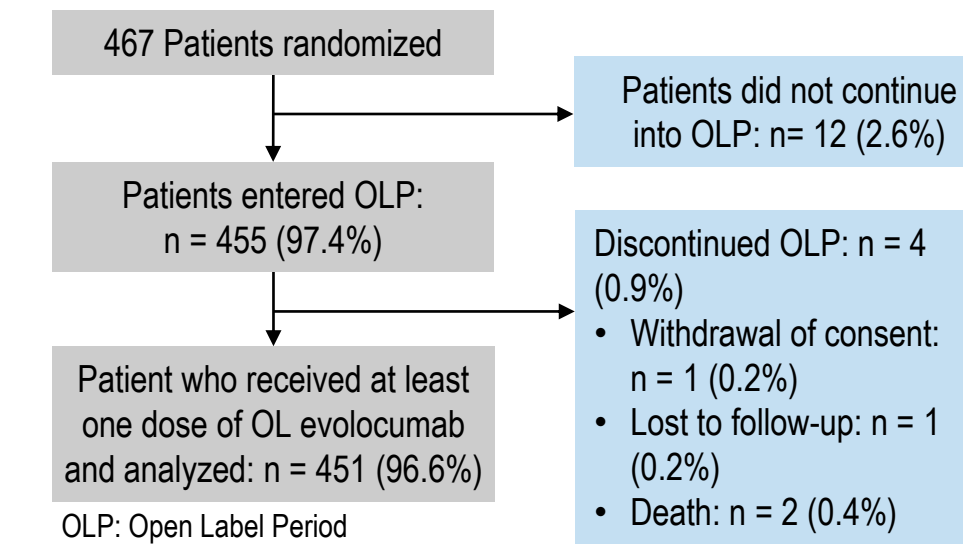 467 Patients randomized
Patients did not continue
into OLP: n= 12 (2.6%)
Patients entered OLP:
n = 455 (97.4%)
Discontinued OLP: n = 4
(0.9%)
• Withdrawal of consent:
n = 1 (0.2%)
• Lost to follow-up: n = 1
(0.2%)
• Death: n = 2 (0.4%)
Patient who received at least
one dose of OL evolocumab
and analyzed: n = 451 (96.6%)
OLP: Open Label Period